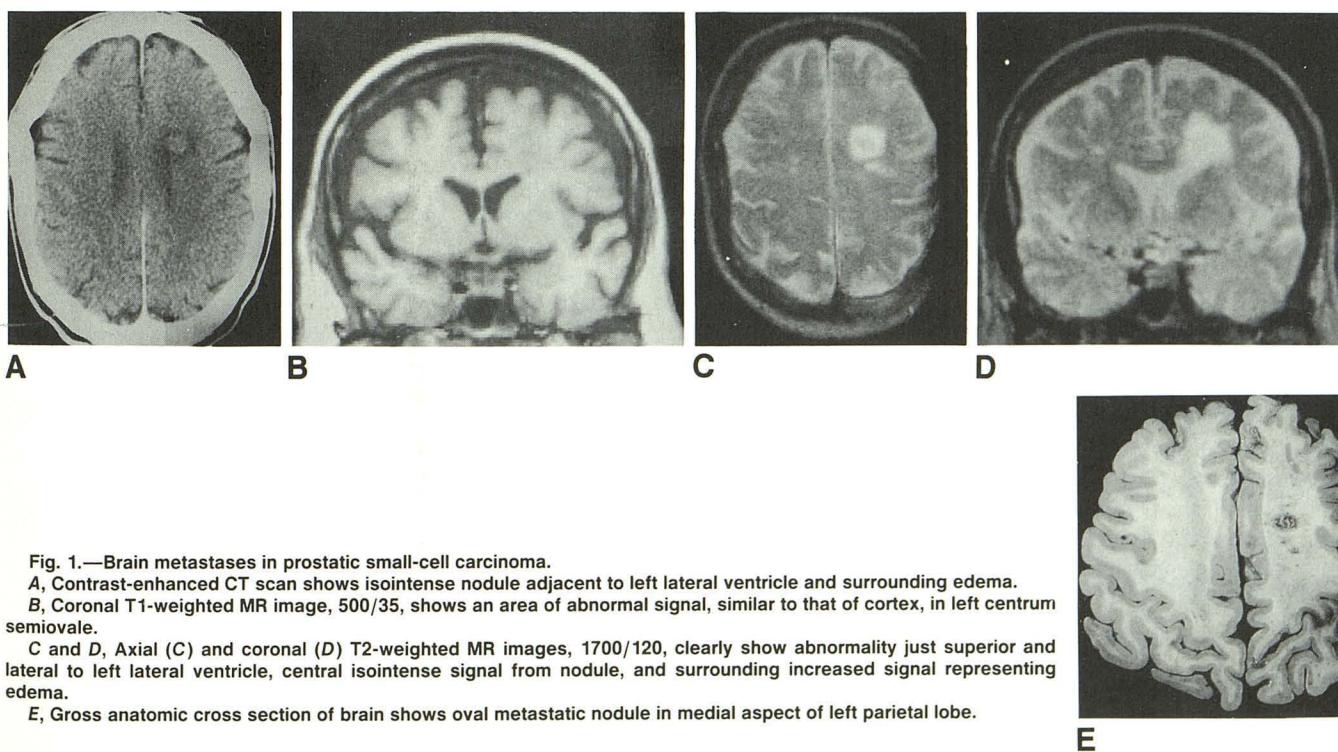 A
B
C
D
E
Fig. 1.—Brain metastases in prostatic small-cell carcinoma.
A, Contrast-enhanced CT scan shows isointense nodule adjacent to left lateral ventricle and surrounding edema.
B, Coronal T1-weighted MR image, 500/35, shows an area of abnormal signal, similar to that of cortex, in left centrum
semiovale.
C and D, Axial (C) and coronal (D) T2-weighted MR images, 1700/120, clearly show abnormality just superior and
lateral to left lateral ventricle, central isointense signal from nodule, and surrounding increased signal representing
edema.
E, Gross anatomic cross section of brain shows oval metastatic nodule in medial aspect of left parietal lobe.